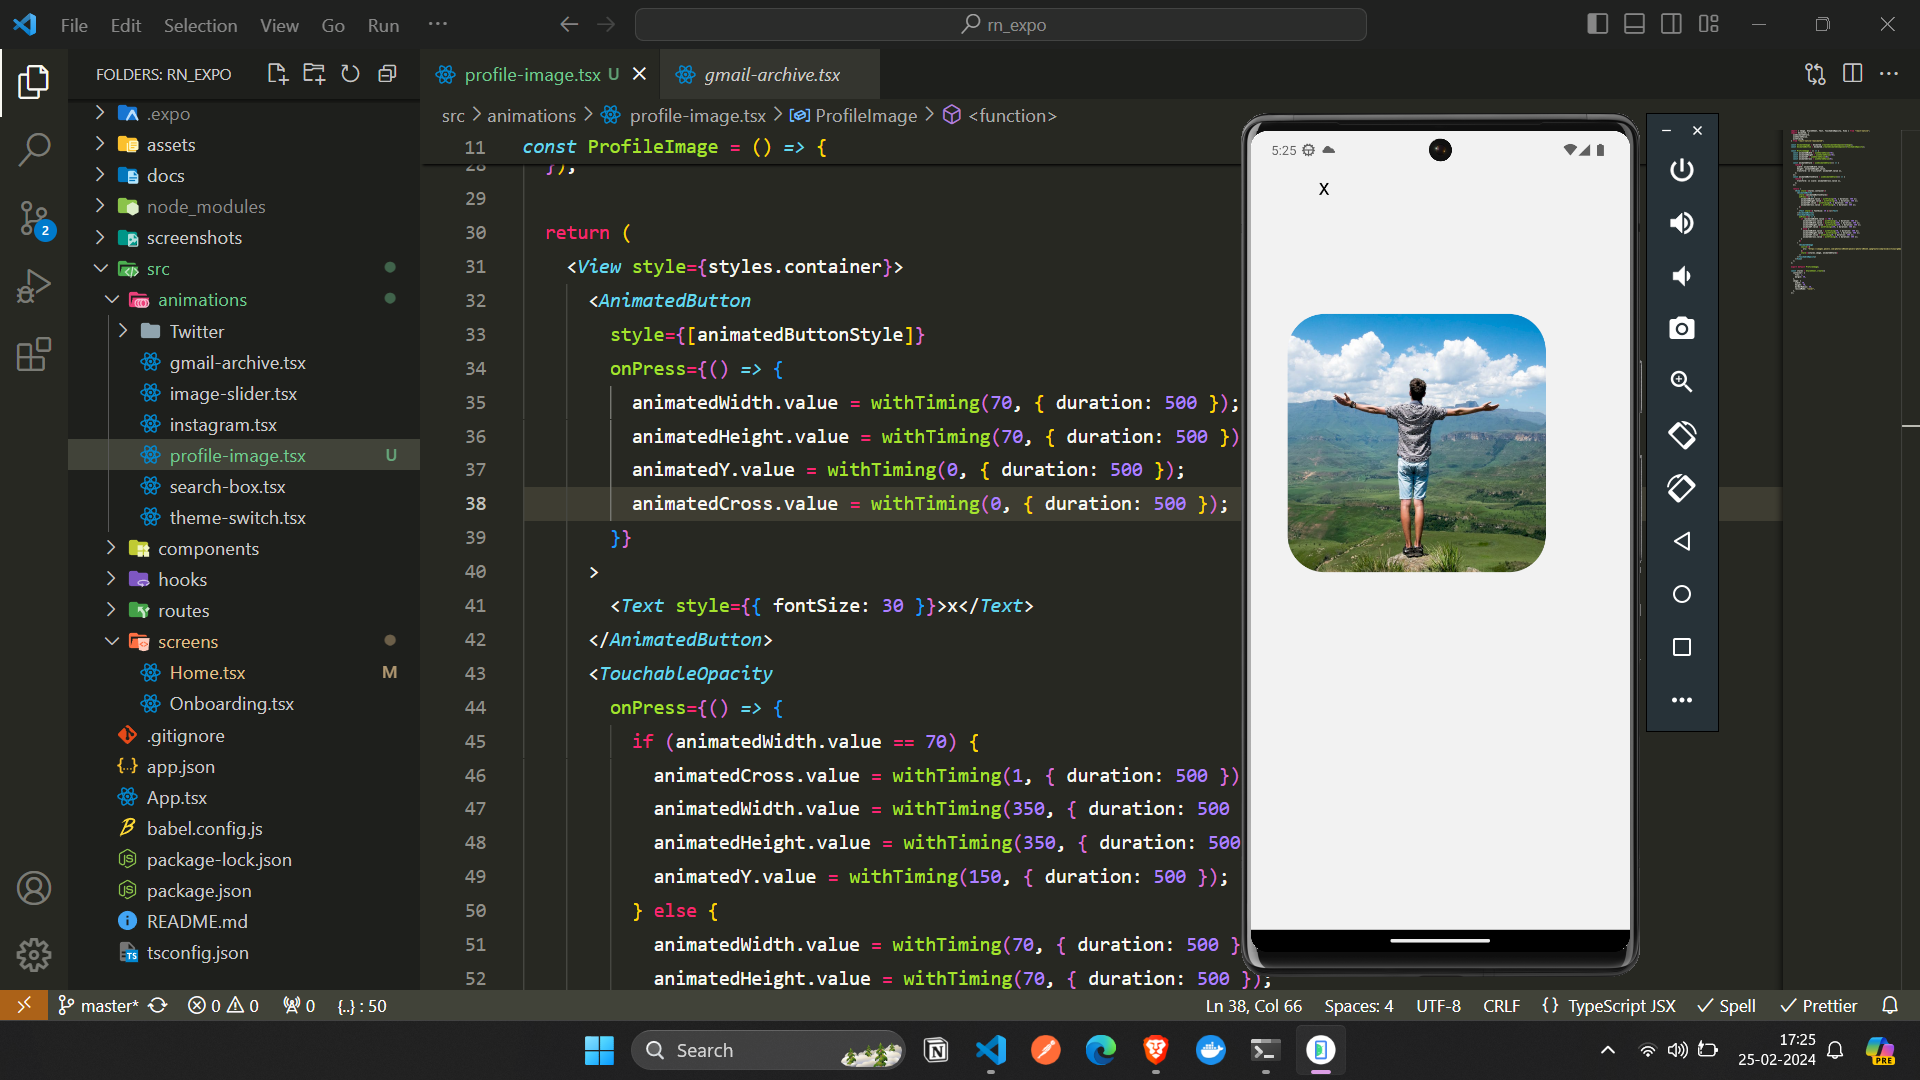 File Edit Selection View Go Run ··· rn_expo
FOLDERS: RN_EXPO
profile-image.tsx U
gmail-archive.tsx
src > animations > profile-image.tsx > ProfileImage > <function>
.expo
assets
docs
node_modules
screenshots
src
animations
Twitter
gmail-archive.tsx
image-slider.tsx
instagram.tsx
profile-image.tsx U
search-box.tsx
theme-switch.tsx
components
hooks
routes
screens
Home.tsx M
Onboarding.tsx
.gitignore
app.json
App.tsx
babel.config.js
package-lock.json
package.json
README.md
tsconfig.json
2
11 const ProfileImage = () => {
28 });
29
30 return (
31 <View style={styles.container}>
32 <AnimatedButton
33 style={[animatedButtonStyle]}
34 onPress={() => {
35 animatedWidth.value = withTiming(70, { duration: 500 });
36 animatedHeight.value = withTiming(70, { duration: 500 })
37 animatedY.value = withTiming(0, { duration: 500 });
38 animatedCross.value = withTiming(0, { duration: 500 });
39 }}
40 >
41 <Text style={{ fontSize: 30 }}>x</Text>
42 </AnimatedButton>
43 <TouchableOpacity
44 onPress={() => {
45 if (animatedWidth.value == 70) {
46 animatedCross.value = withTiming(1, { duration: 500 })
47 animatedWidth.value = withTiming(350, { duration: 500
48 animatedHeight.value = withTiming(350, { duration: 500
49 animatedY.value = withTiming(150, { duration: 500 });
50 } else {
51 animatedWidth.value = withTiming(70, { duration: 500 }
52 animatedHeight.value = withTiming(70, { duration: 500 });
5:25
x
master* 0 0 0 {..} : 50
Ln 38, Col 66 Spaces: 4 UTF-8 CRLF {} TypeScript JSX Spell Prettier
Search
17:25
25-02-2024
PRE